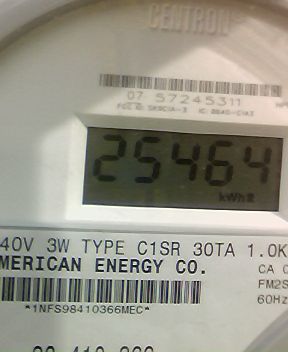 CENTRON
07 57245311
25464
kWh
40V 3W TYPE C1SR 30TA 1.0K
MERICAN ENERGY CO.
CA 0
FM2S
60Hz
*1NFS98410366MEC*